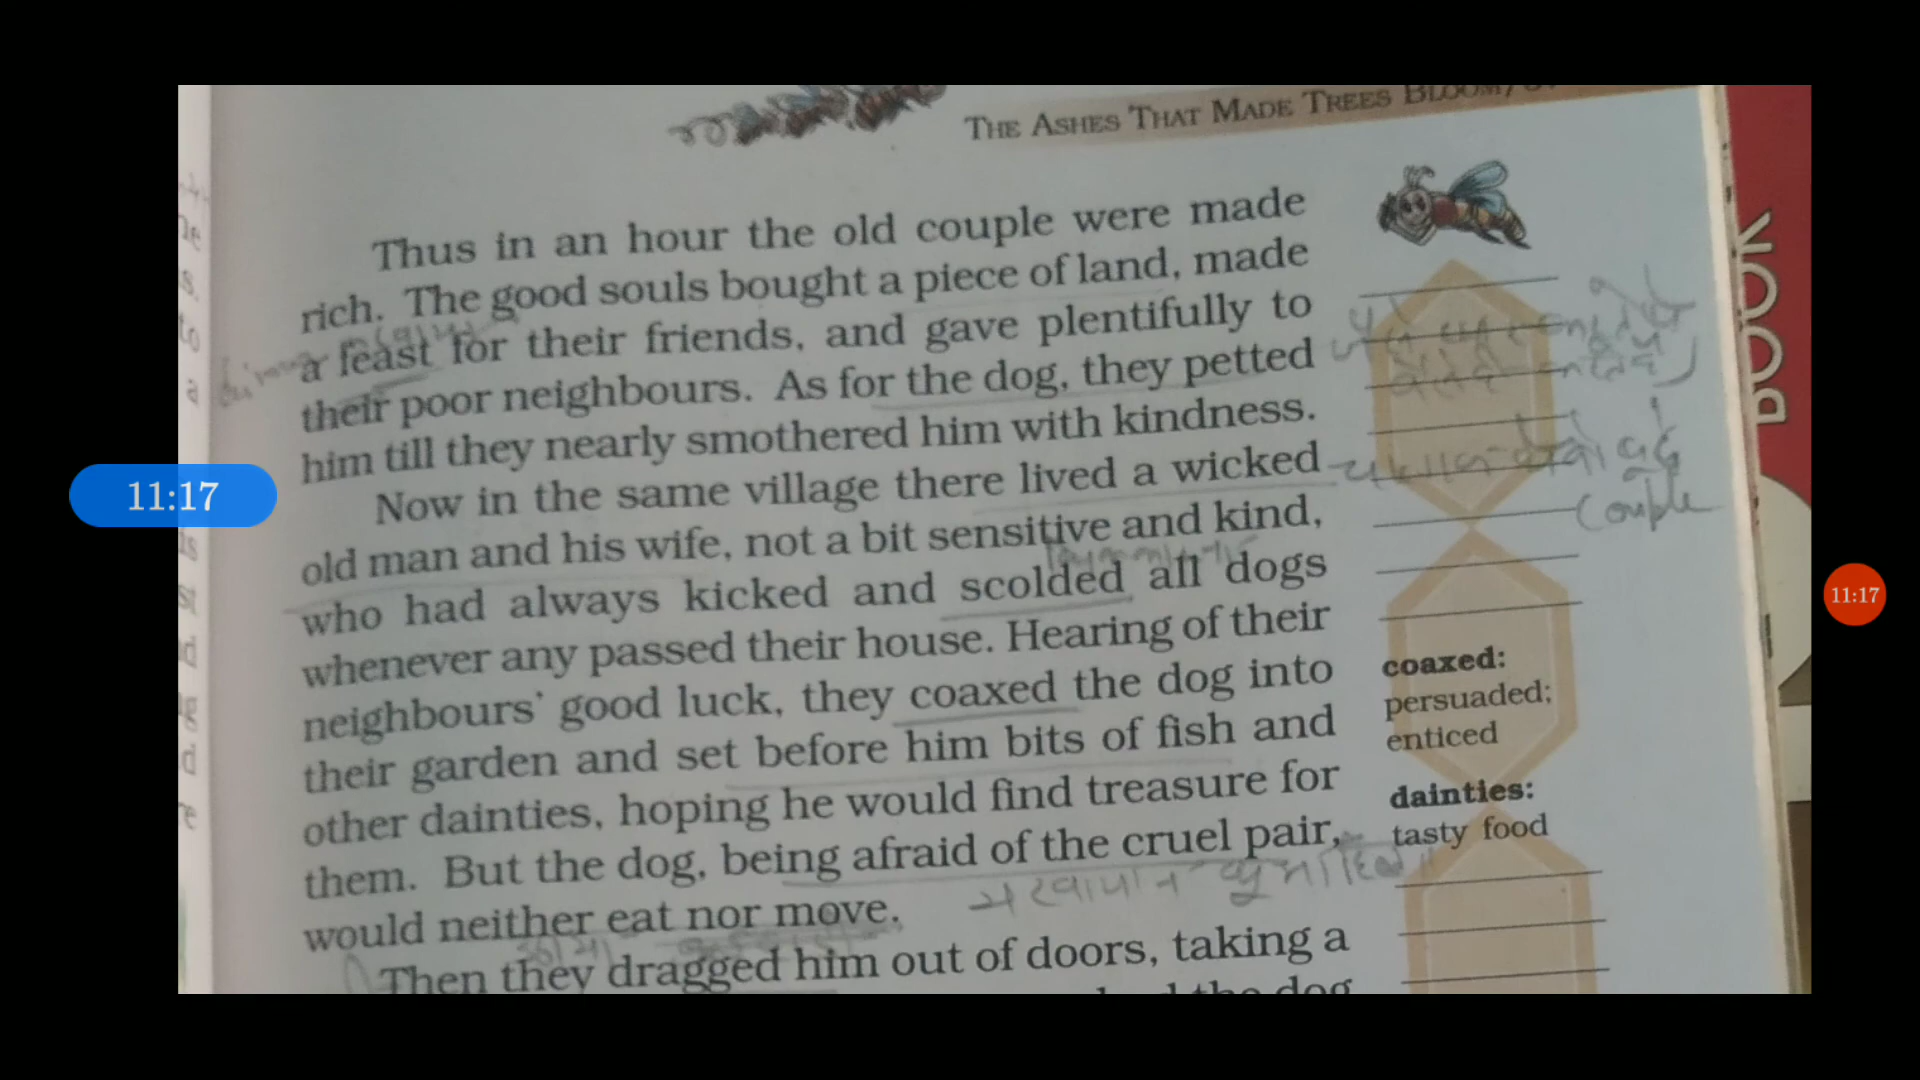 THE ASHES THAT MADE TREES BLOOM
Thus in an hour the old couple were made
rich. The good souls bought a piece of land, made
a feast for their friends, and gave plentifully to
their poor neighbours. As for the dog, they petted
him till they nearly smothered him with kindness.
Now in the same village there lived a wicked
old man and his wife, not a bit sensitive and kind,
who had always kicked and scolded all dogs
whenever any passed their house. Hearing of their
neighbours' good luck, they coaxed the dog into
their garden and set before him bits of fish and
other dainties, hoping he would find treasure for
them. But the dog, being afraid of the cruel pair,
would neither eat nor move.
Then they dragged him out of doors, taking a
the dog
couple
coaxed:
persuaded;
enticed
dainties:
tasty food
BOOK
11:17
11:17